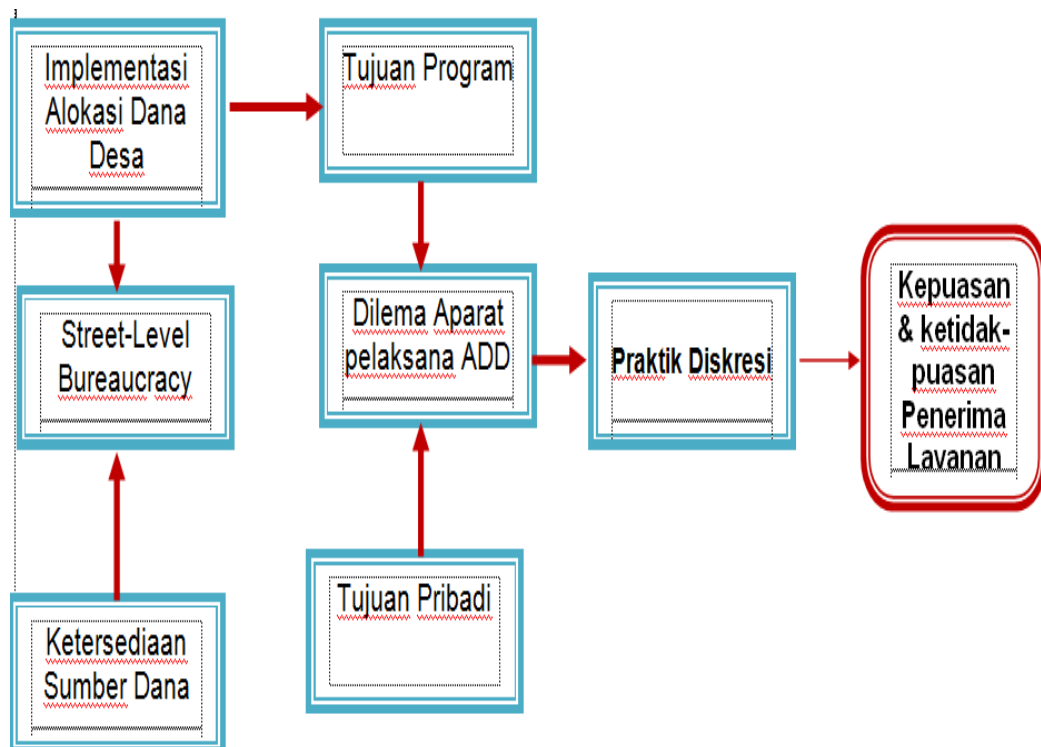 Implementasi
Alokasi Dana
Desa
Tujuan Program
Street-Level
Bureaucracy
Dilema Aparat
pelaksana ADD
Praktik Diskresi
Kepuasan
& ketidak-
puasan
Penerima
Layanan
Ketersediaan
Sumber Dana
Tujuan Pribadi